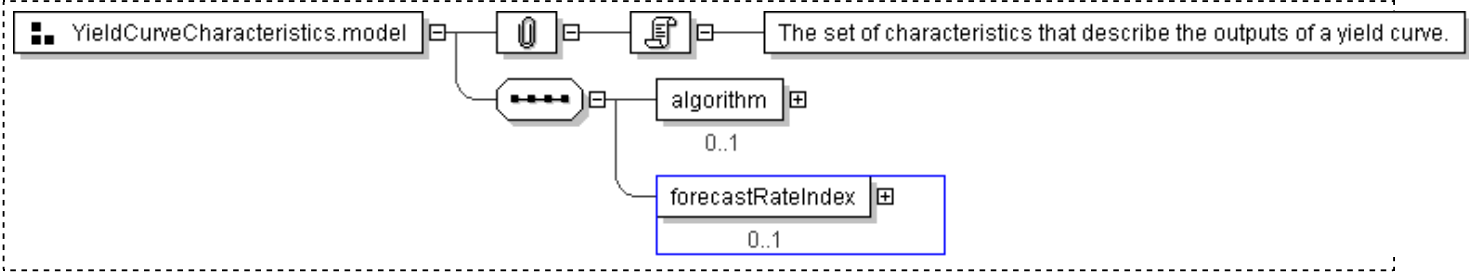 YieldCurveCharacteristics.model
The set of characteristics that describe the outputs of a yield curve.
algorithm
0..1
forecastRateIndex
0..1